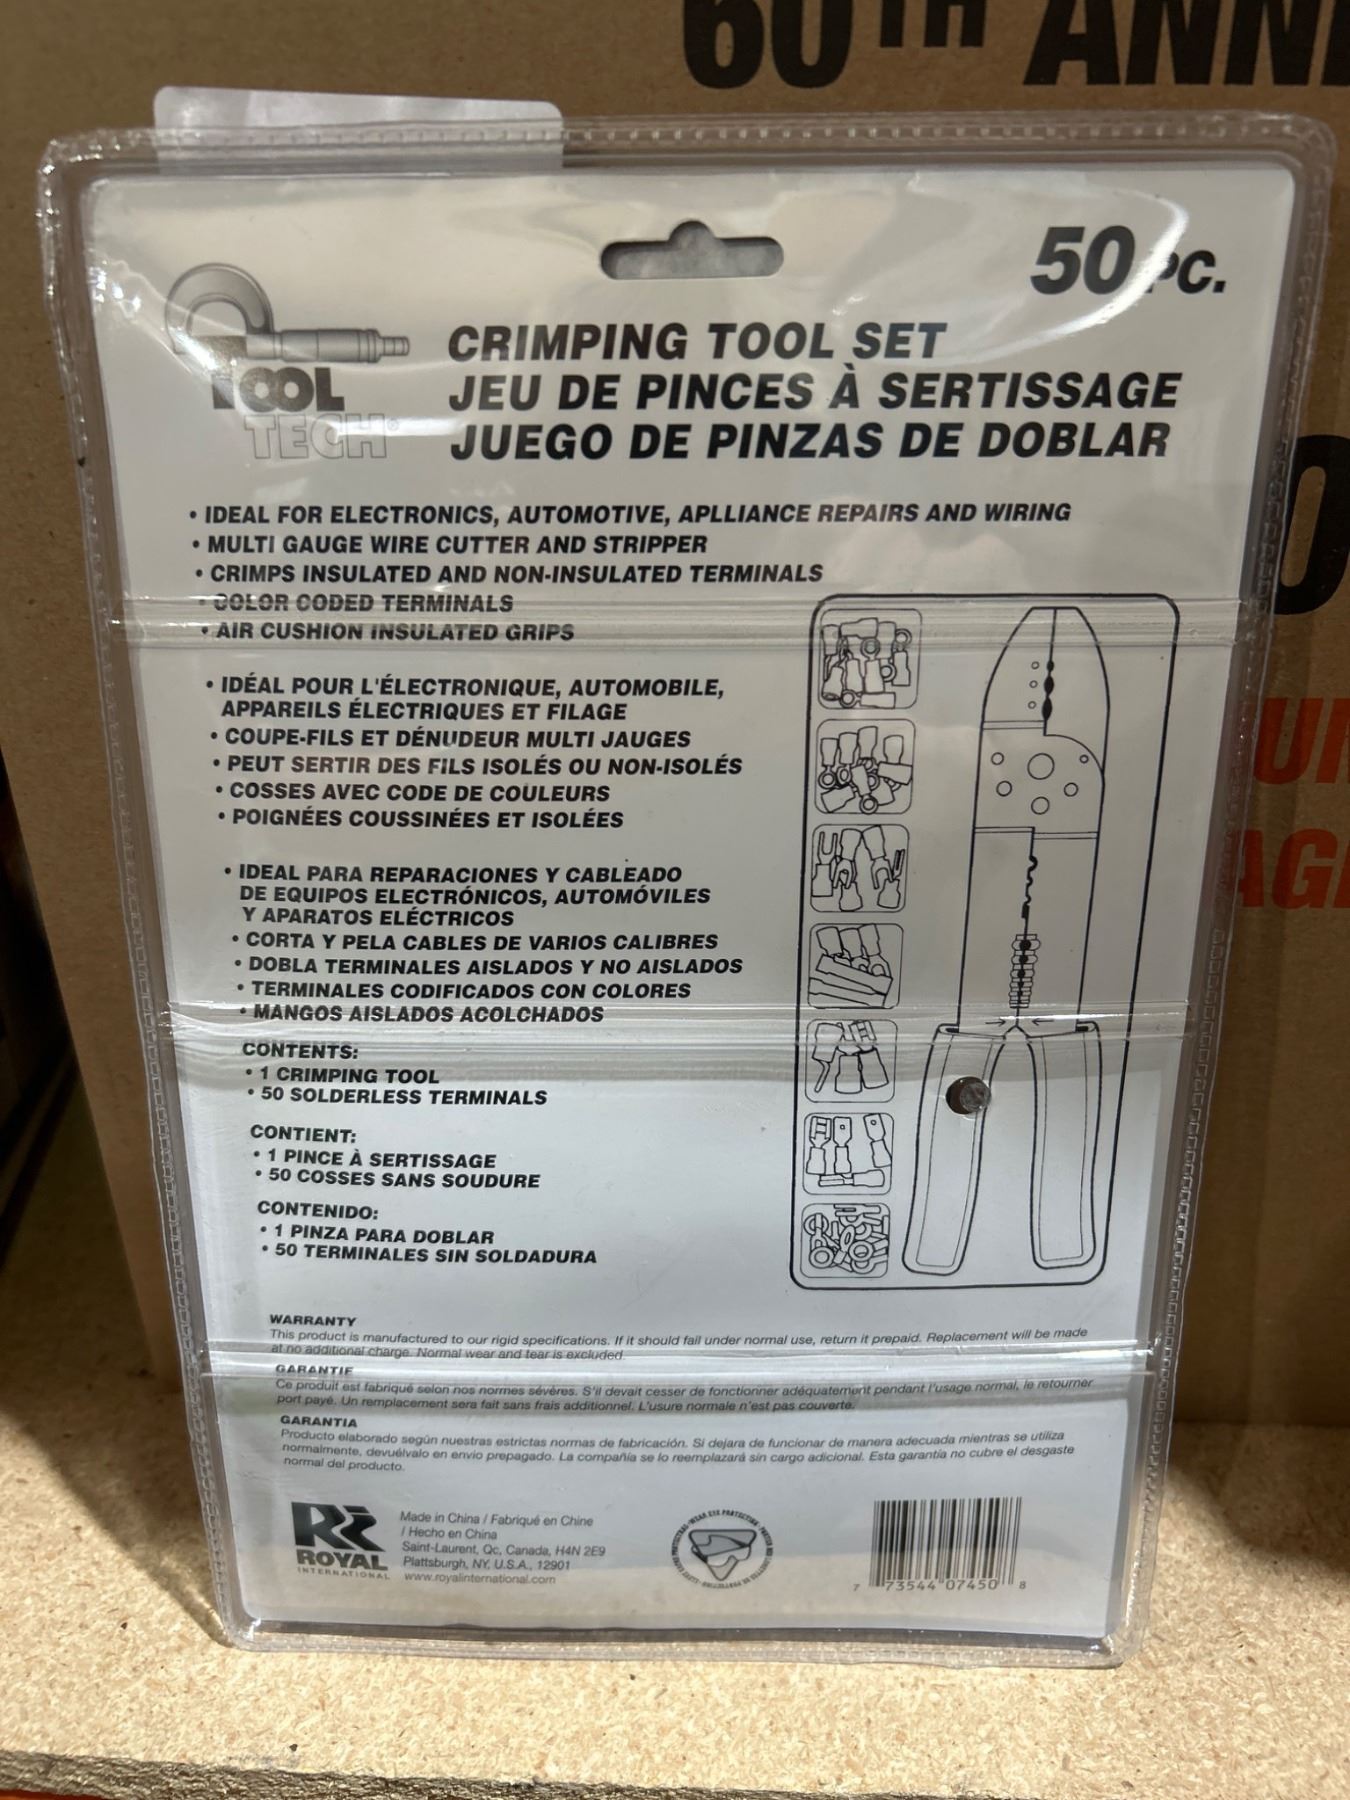 60TH ANN
50 PC.
TOOL
TECH
CRIMPING TOOL SET
JEU DE PINCES À SERTISSAGE
JUEGO DE PINZAS DE DOBLAR
• IDEAL FOR ELECTRONICS, AUTOMOTIVE, APLLIANCE REPAIRS AND WIRING
• MULTI GAUGE WIRE CUTTER AND STRIPPER
• CRIMPS INSULATED AND NON-INSULATED TERMINALS
• COLOR CODED TERMINALS
• AIR CUSHION INSULATED GRIPS
• IDÉAL POUR L'ÉLECTRONIQUE, AUTOMOBILE,
APPAREILS ÉLECTRIQUES ET FILAGE
• COUPE-FILS ET DÉNUDEUR MULTI JAUGES
• PEUT SERTIR DES FILS ISOLÉS OU NON-ISOLÉS
• COSSES AVEC CODE DE COULEURS
• POIGNÉES COUSSINÉES ET ISOLÉES
• IDEAL PARA REPARACIONES Y CABLEADO
DE EQUIPOS ELECTRÓNICOS, AUTOMÓVILES
Y APARATOS ELÉCTRICOS
• CORTA Y PELA CABLES DE VARIOS CALIBRES
• DOBLA TERMINALES AISLADOS Y NO AISLADOS
• TERMINALES CODIFICADOS CON COLORES
• MANGOS AISLADOS ACOLCHADOS
CONTENTS:
• 1 CRIMPING TOOL
• 50 SOLDERLESS TERMINALS
CONTIENT:
• 1 PINCE À SERTISSAGE
• 50 COSSES SANS SOUDURE
CONTENIDO:
• 1 PINZA PARA DOBLAR
• 50 TERMINALES SIN SOLDADURA
WARRANTY
This product is manufactured to our rigid specifications. If it should fail under normal use, return it prepaid. Replacement will be made
at no additional charge. Normal wear and tear is excluded.
GARANTIE
Ce produit est fabriqué selon nos normes sévères. S'il devait cesser de fonctionner adéquatement pendant l'usage normal, le retourner
port payé. Un remplacement sera fait sans frais additionnel. L'usure normale n'est pas couverte.
GARANTIA
Producto elaborado según nuestras estrictas normas de fabricación. Si dejara de funcionar de manera adecuada mientras se utiliza
normalmente, devuélvalo en envío prepagado. La compañía se lo reemplazará sin cargo adicional. Esta garantía no cubre el desgaste
normal del producto.
ROYAL
INTERNATIONAL
Made in China / Fabriqué en Chine
/ Hecho en China
Saint-Laurent, Qc, Canada, H4N 2E9
Plattsburgh, NY, U.S.A., 12901
www.royalinternational.com
WEAR EYE PROTECTION
7 73544 07450 8